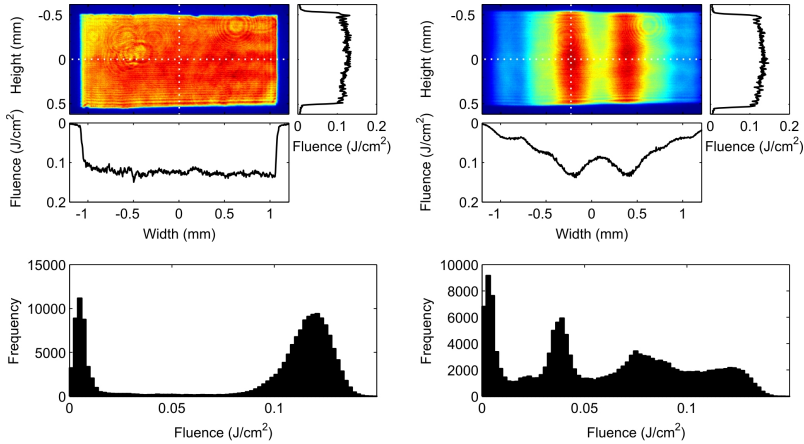 -0.5
0
0.5
Height (mm)
0 0.1 0.2
Fluence (J/cm2)
0
0.1
0.2
Fluence (J/cm2)
-1 -0.5 0 0.5 1
Width (mm)
-0.5
0
0.5
Height (mm)
0 0.1 0.2
Fluence (J/cm2)
0
0.1
0.2
Fluence (J/cm2)
-1 -0.5 0 0.5 1
Width (mm)
15000
10000
5000
0
Frequency
0 0.05 0.1
Fluence (J/cm2)
10000
8000
6000
4000
2000
0
Frequency
0 0.05 0.1
Fluence (J/cm2)